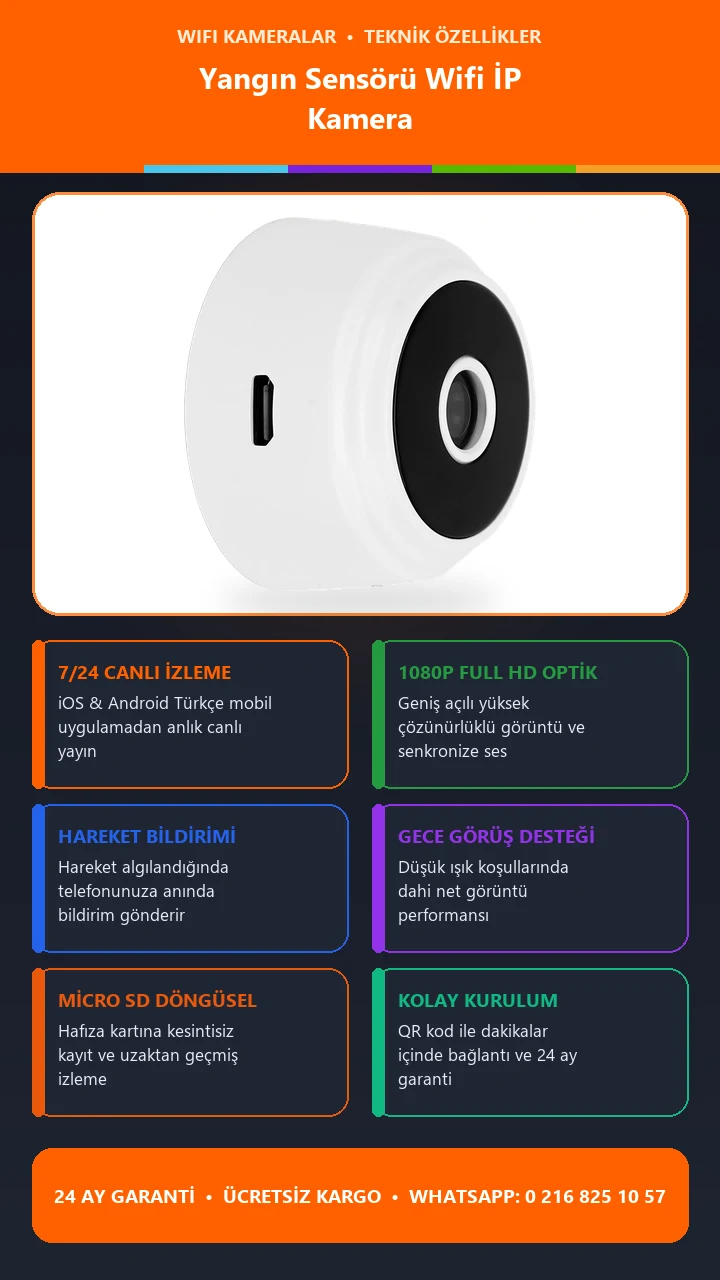 WIFI KAMERALAR • TEKNİK ÖZELLİKLER
Yangın Sensörü Wifi İP
Kamera
7/24 CANLI İZLEME
iOS & Android Türkçe mobil
uygulamadan anlık canlı
yayın
1080P FULL HD OPTİK
Geniş açılı yüksek
çözünürlüklü görüntü ve
senkronize ses
HAREKET BİLDİRİMİ
Hareket algılandığında
telefonunuza anında
bildirim gönderir
GECE GÖRÜŞ DESTEĞİ
Düşük ışık koşullarında
dahi net görüntü
performansı
MİCRO SD DÖNGÜSEL
Hafıza kartına kesintisiz
kayıt ve uzaktan geçmiş
izleme
KOLAY KURULUM
QR kod ile dakikalar
içinde bağlantı ve 24 ay
garanti
24 AY GARANTİ • ÜCRETSİZ KARGO • WHATSAPP: 0 216 825 10 57